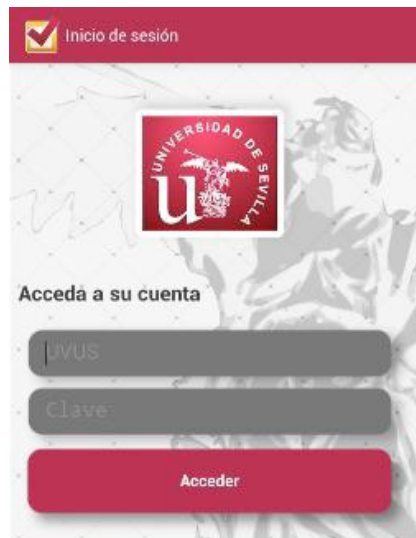 Inicio de sesión
UNIVERSIDAD DE SEVILLA
u
Acceda a su cuenta
UVUS
Clave
Acceder